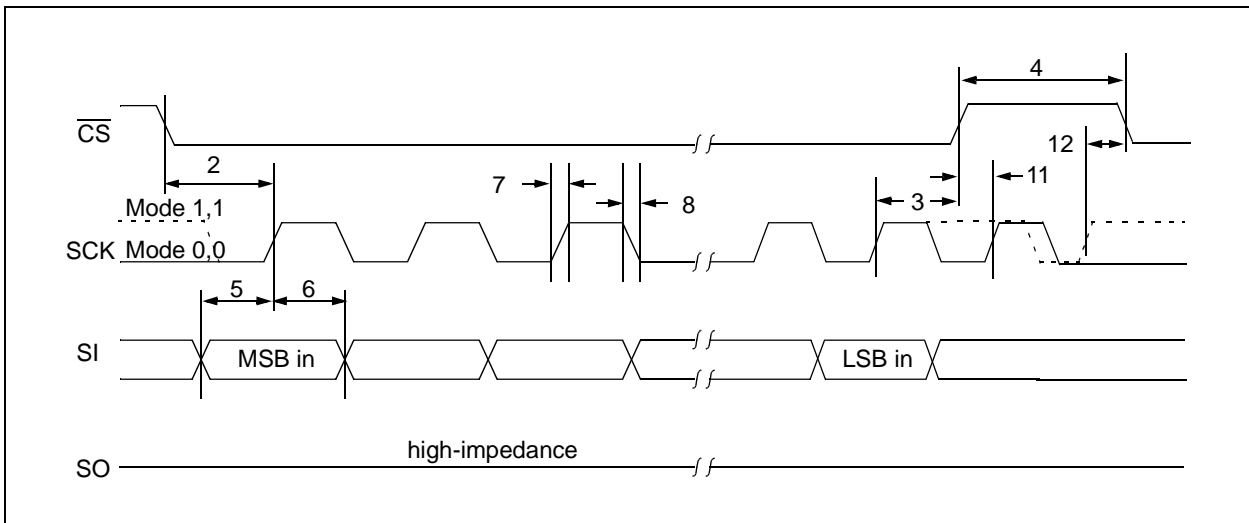 4
CS
12
2
7
11
8
3
Mode 1,1
SCK Mode 0,0
5 6
SI MSB in LSB in
high-impedance
SO